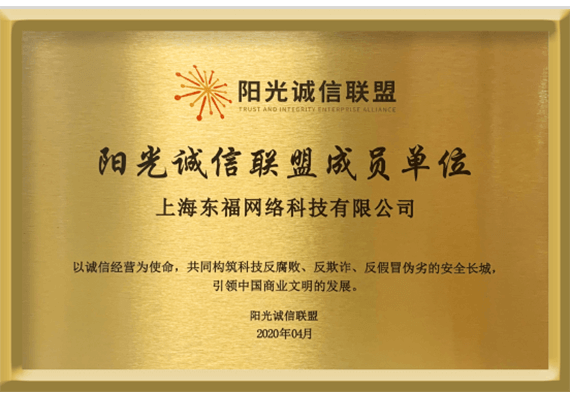 阳光诚信联盟
TRUST AND INTEGRITY ENTERPRISE ALLIANCE
阳光诚信联盟成员单位
上海东福网络科技有限公司
以诚信经营为使命，共同构筑科技反腐败、反欺诈、反假冒伪劣的安全长城，
引领中国商业文明的发展。
阳光诚信联盟
2020年04月